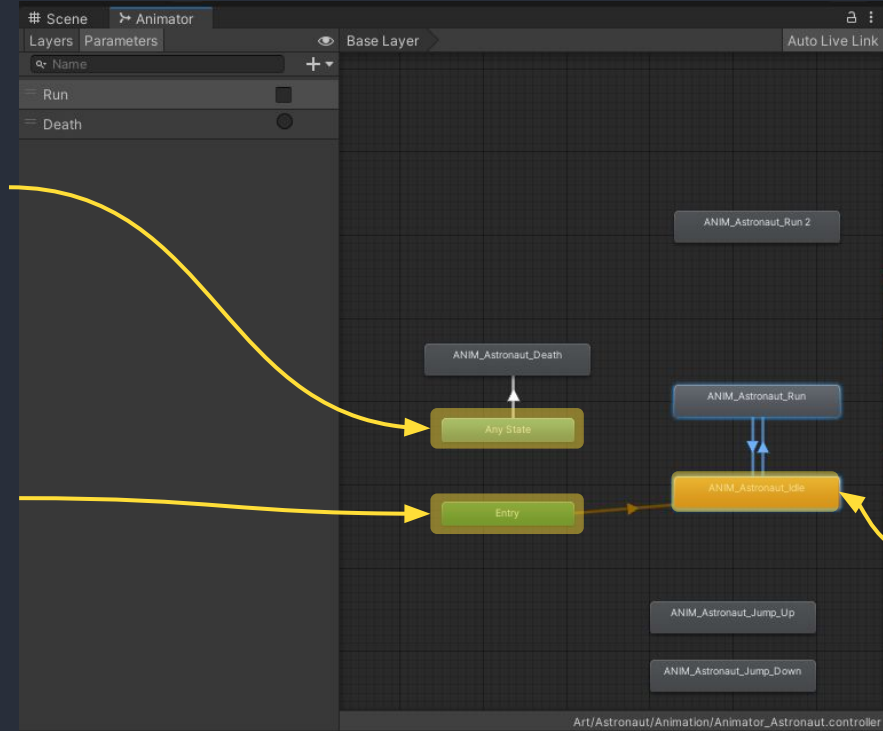 Scene Animator
Layers Parameters Base Layer Auto Live Link
Name
Run
Death
ANIM_Astronaut_Run 2
ANIM_Astronaut_Death
ANIM_Astronaut_Run
Any State
ANIM_Astronaut_Idle
Entry
ANIM_Astronaut_Jump_Up
ANIM_Astronaut_Jump_Down
Art/Astronaut/Animation/Animator_Astronaut.controller